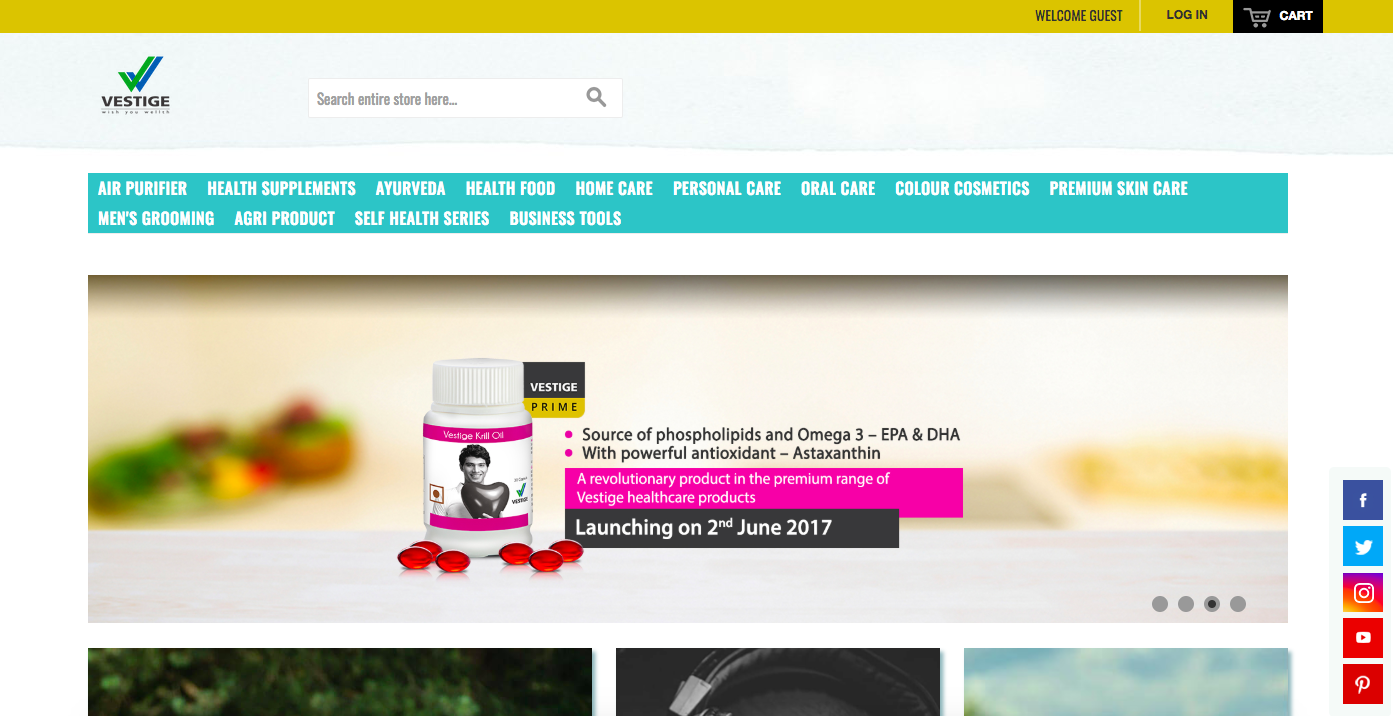 WELCOME GUEST LOG IN CART
VESTIGE
wish you wellth
Search entire store here...
AIR PURIFIER HEALTH SUPPLEMENTS AYURVEDA HEALTH FOOD HOME CARE PERSONAL CARE ORAL CARE COLOUR COSMETICS PREMIUM SKIN CARE
MEN'S GROOMING AGRI PRODUCT SELF HEALTH SERIES BUSINESS TOOLS
VESTIGE
PRIME
Vestige Krill Oil
VESTIGE
Source of phospholipids and Omega 3 – EPA & DHA
With powerful antioxidant – Astaxanthin
A revolutionary product in the premium range of
Vestige healthcare products
Launching on 2nd June 2017